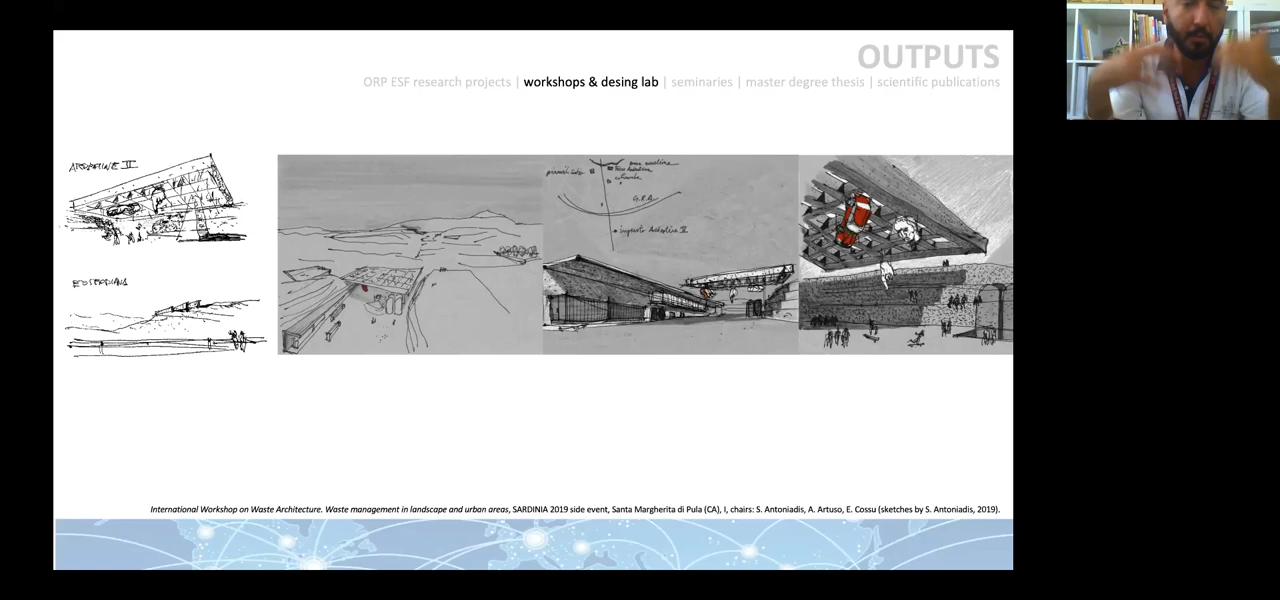 OUTPUTS
ORP ESF research projects | workshops & desing lab | seminaries | master degree thesis | scientific publications
G.R.A.
International Workshop on Waste Architecture. Waste management in landscape and urban areas, SARDINIA 2019 side event, Santa Margherita di Pula (CA), I, chairs: S. Antoniadis, A. Artuso, E. Cossu (sketches by S. Antoniadis, 2019).